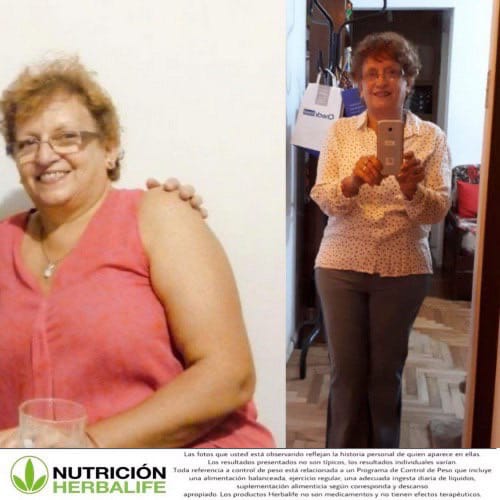 Check
NUTRICIÓN
HERBALIFE
Las fotos que usted está observando reflejan la historia personal de quien aparece en ellas.
Los resultados presentados no son típicos, los resultados individuales varían.
Toda referencia a control de peso está relacionada a un Programa de Control de Peso que incluye
una alimentación balanceada, ejercicio regular, una adecuada ingesta diaria de líquidos,
suplementación alimenticia según corresponda y descanso
apropiado. Los productos Herbalife no son medicamentos y no tienen efectos terapeúticos.